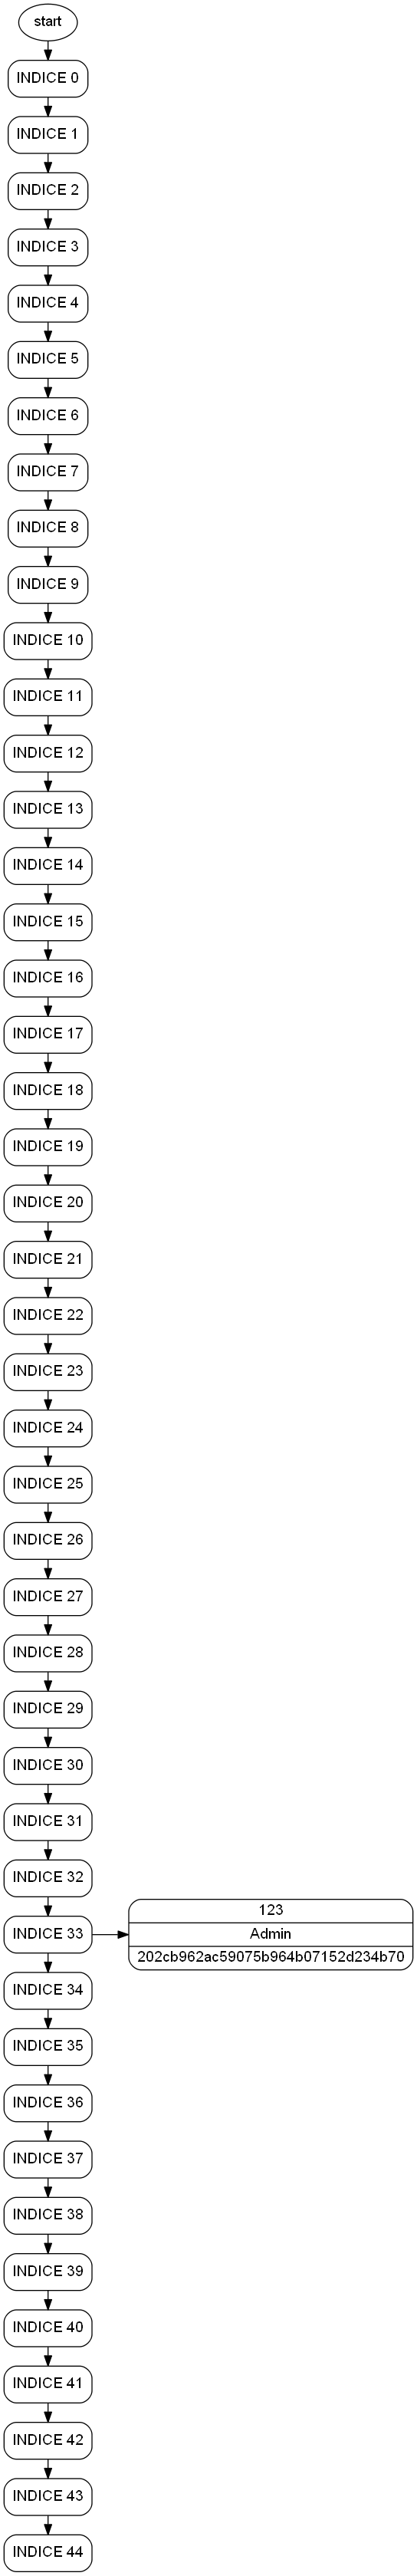 start
INDICE 0
INDICE 1
INDICE 2
INDICE 3
INDICE 4
INDICE 5
INDICE 6
INDICE 7
INDICE 8
INDICE 9
INDICE 10
INDICE 11
INDICE 12
INDICE 13
INDICE 14
INDICE 15
INDICE 16
INDICE 17
INDICE 18
INDICE 19
INDICE 20
INDICE 21
INDICE 22
INDICE 23
INDICE 24
INDICE 25
INDICE 26
INDICE 27
INDICE 28
INDICE 29
INDICE 30
INDICE 31
INDICE 32
INDICE 33
123
Admin
202cb962ac59075b964b07152d234b70
INDICE 34
INDICE 35
INDICE 36
INDICE 37
INDICE 38
INDICE 39
INDICE 40
INDICE 41
INDICE 42
INDICE 43
INDICE 44